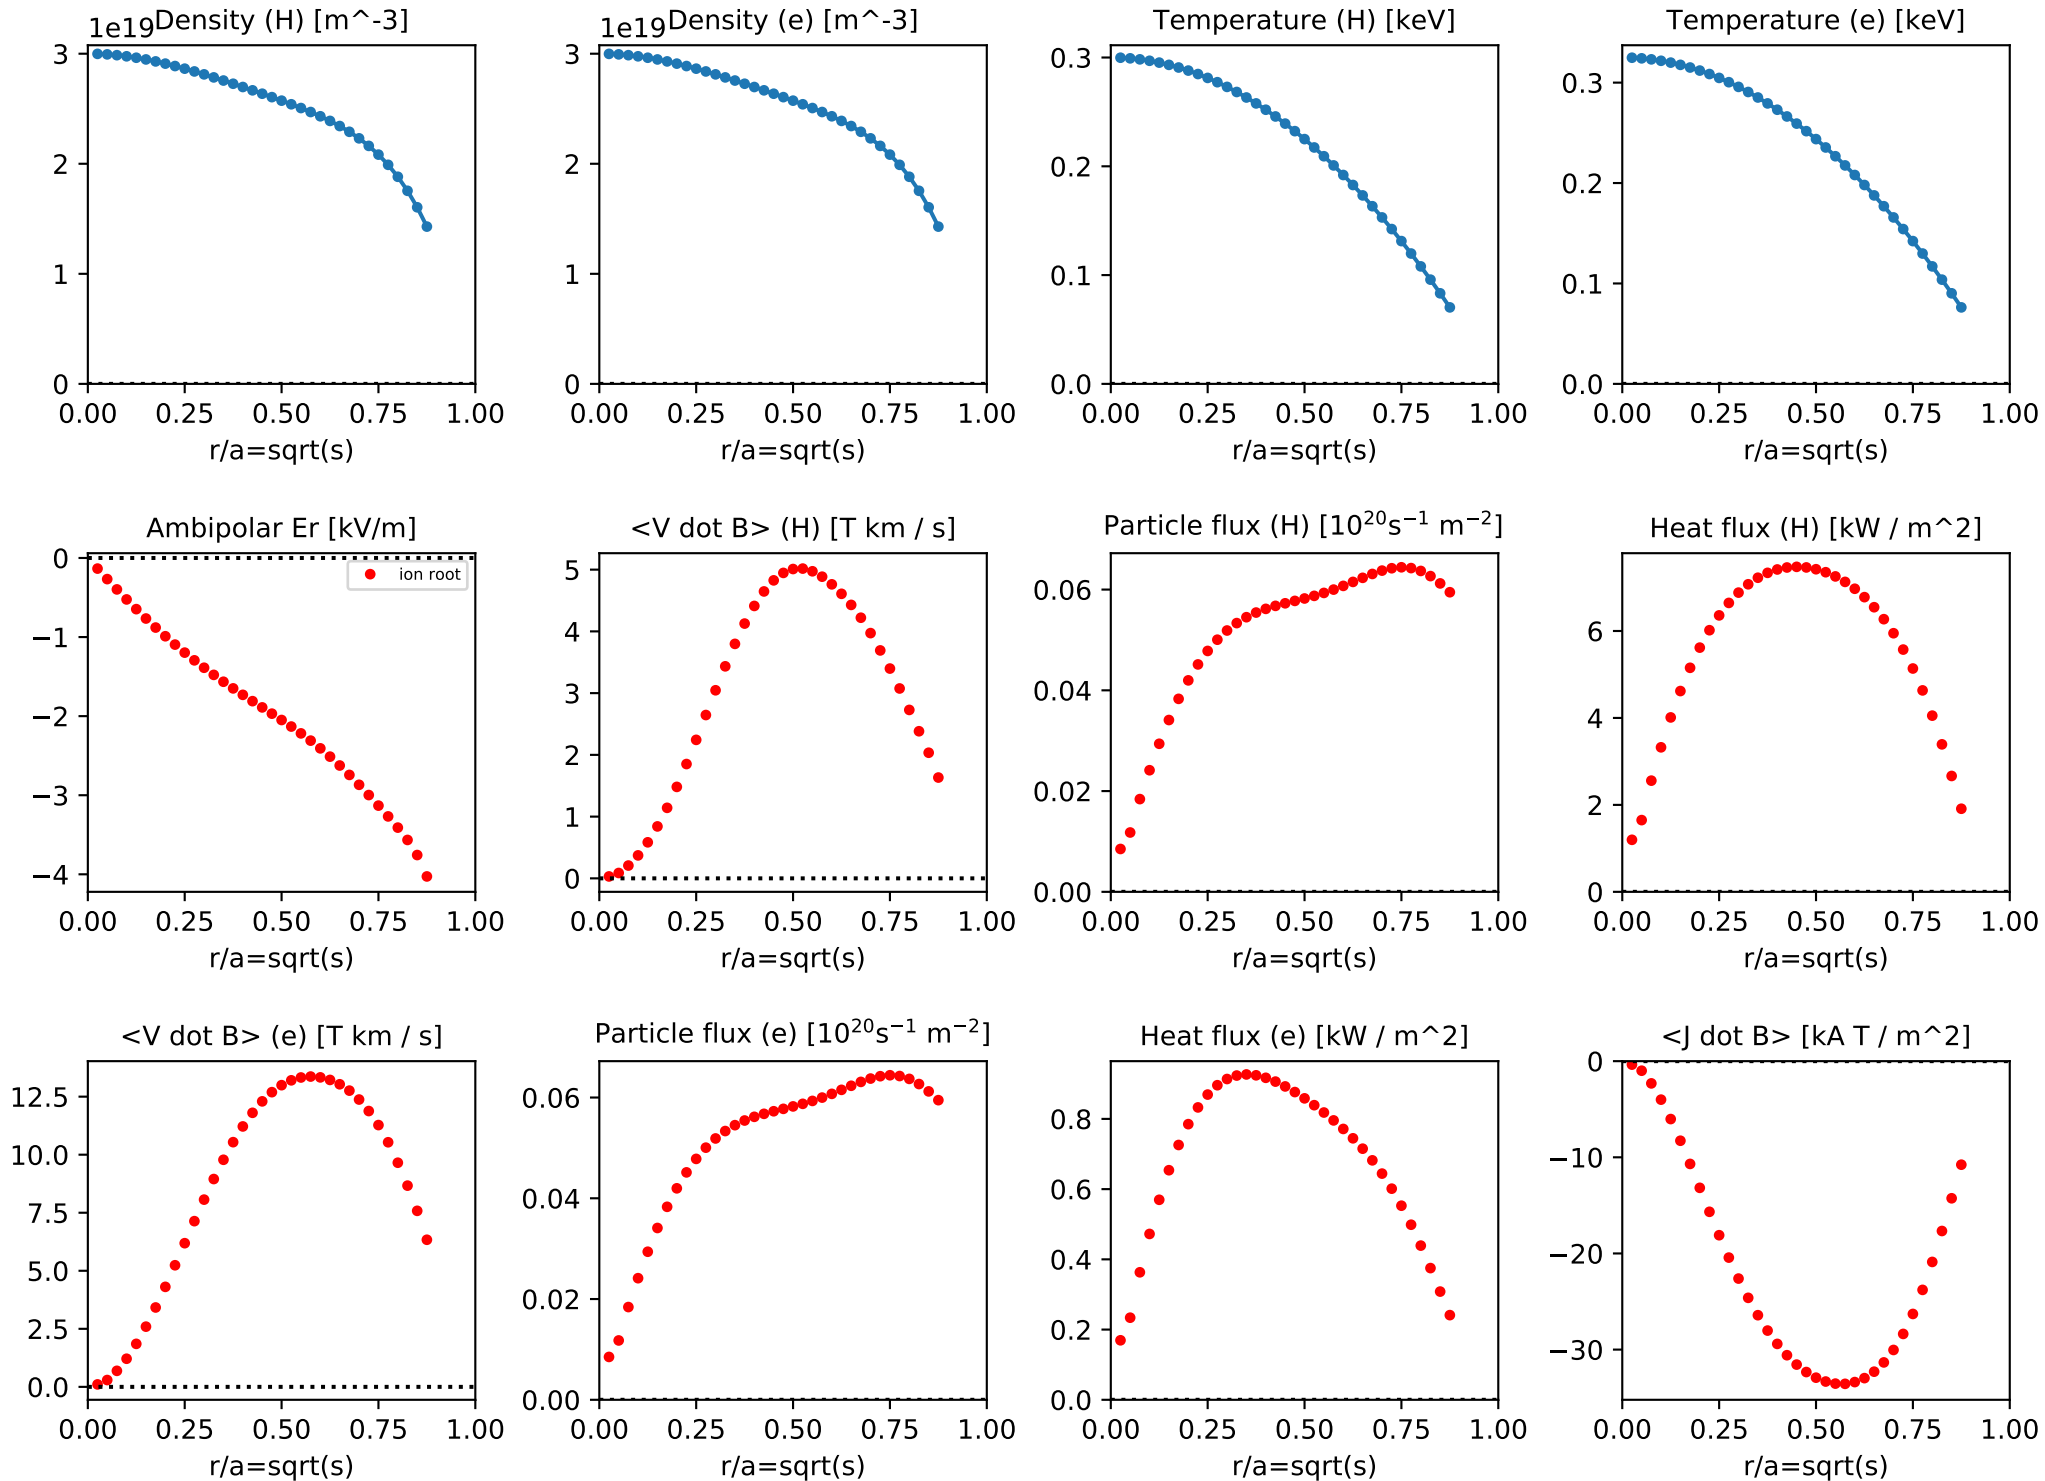 1e19 Density (H) [m^-3]
3
2
1
0
0.00 0.25 0.50 0.75 1.00
r/a=sqrt(s)
1e19 Density (e) [m^-3]
3
2
1
0
0.00 0.25 0.50 0.75 1.00
r/a=sqrt(s)
Temperature (H) [keV]
0.3
0.2
0.1
0.0
0.00 0.25 0.50 0.75 1.00
r/a=sqrt(s)
Temperature (e) [keV]
0.3
0.2
0.1
0.0
0.00 0.25 0.50 0.75 1.00
r/a=sqrt(s)
Ambipolar Er [kV/m]
ion root
0
−1
−2
−3
−4
0.00 0.25 0.50 0.75 1.00
r/a=sqrt(s)
<V dot B> (H) [T km / s]
5
4
3
2
1
0
0.00 0.25 0.50 0.75 1.00
r/a=sqrt(s)
Particle flux (H) [10²⁰s⁻¹ m⁻²]
0.06
0.04
0.02
0.00
0.00 0.25 0.50 0.75 1.00
r/a=sqrt(s)
Heat flux (H) [kW / m^2]
6
4
2
0
0.00 0.25 0.50 0.75 1.00
r/a=sqrt(s)
<V dot B> (e) [T km / s]
12.5
10.0
7.5
5.0
2.5
0.0
0.00 0.25 0.50 0.75 1.00
r/a=sqrt(s)
Particle flux (e) [10²⁰s⁻¹ m⁻²]
0.06
0.04
0.02
0.00
0.00 0.25 0.50 0.75 1.00
r/a=sqrt(s)
Heat flux (e) [kW / m^2]
0.8
0.6
0.4
0.2
0.0
0.00 0.25 0.50 0.75 1.00
r/a=sqrt(s)
<J dot B> [kA T / m^2]
0
−10
−20
−30
0.00 0.25 0.50 0.75 1.00
r/a=sqrt(s)